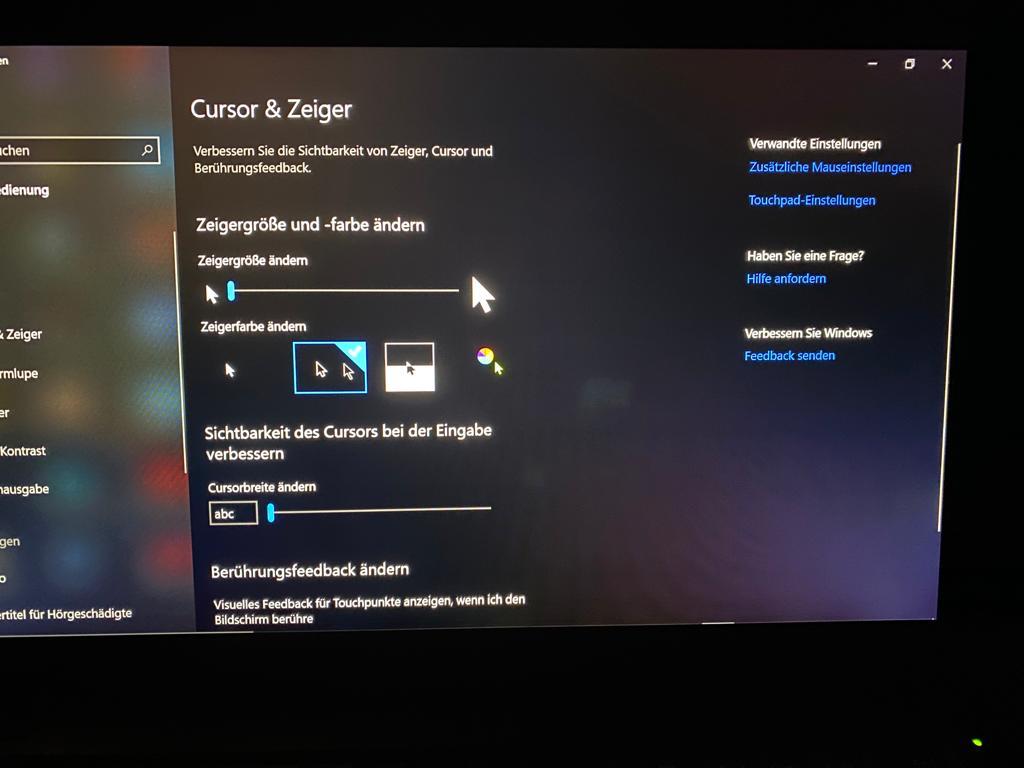 en
uchen
edienung
& Zeiger
rmlupe
er
Kontrast
hausgabe
gen
o
ertitel für Hörgeschädigte
Cursor & Zeiger
Verbessern Sie die Sichtbarkeit von Zeiger, Cursor und
Berührungsfeedback.
Zeigergröße und -farbe ändern
Zeigergröße ändern
Zeigerfarbe ändern
Sichtbarkeit des Cursors bei der Eingabe
verbessern
Cursorbreite ändern
abc
Berührungsfeedback ändern
Visuelles Feedback für Touchpunkte anzeigen, wenn ich den
Bildschirm berühre
Verwandte Einstellungen
Zusätzliche Mauseinstellungen
Touchpad-Einstellungen
Haben Sie eine Frage?
Hilfe anfordern
Verbessern Sie Windows
Feedback senden